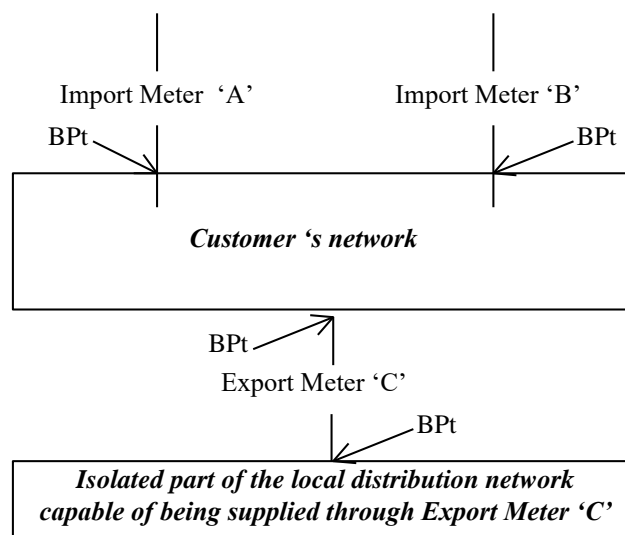 Import Meter ‘A’ Import Meter ‘B’
BPt BPt
Customer ‘s network
BPt
Export Meter ‘C’
BPt
Isolated part of the local distribution network
capable of being supplied through Export Meter ‘C’